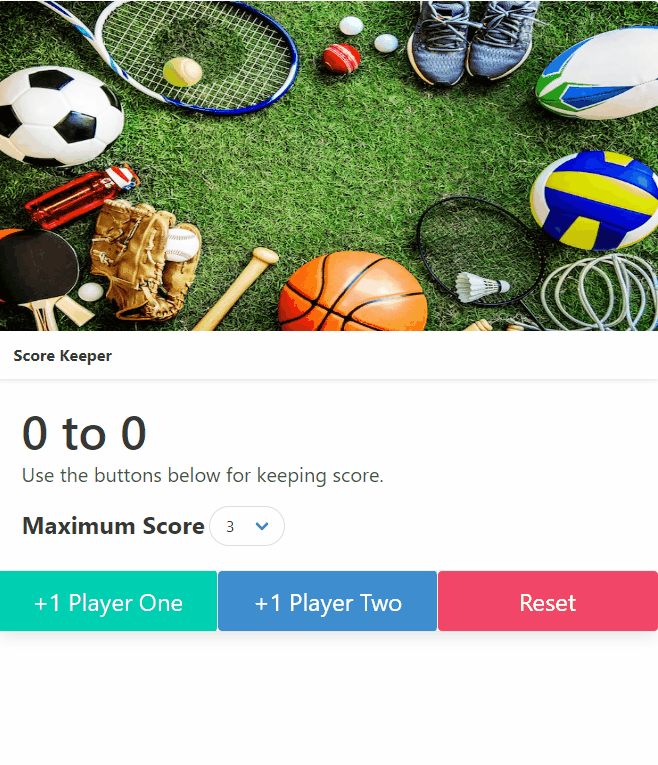 Score Keeper
0 to 0
Use the buttons below for keeping score.
Maximum Score 3
+1 Player One +1 Player Two Reset